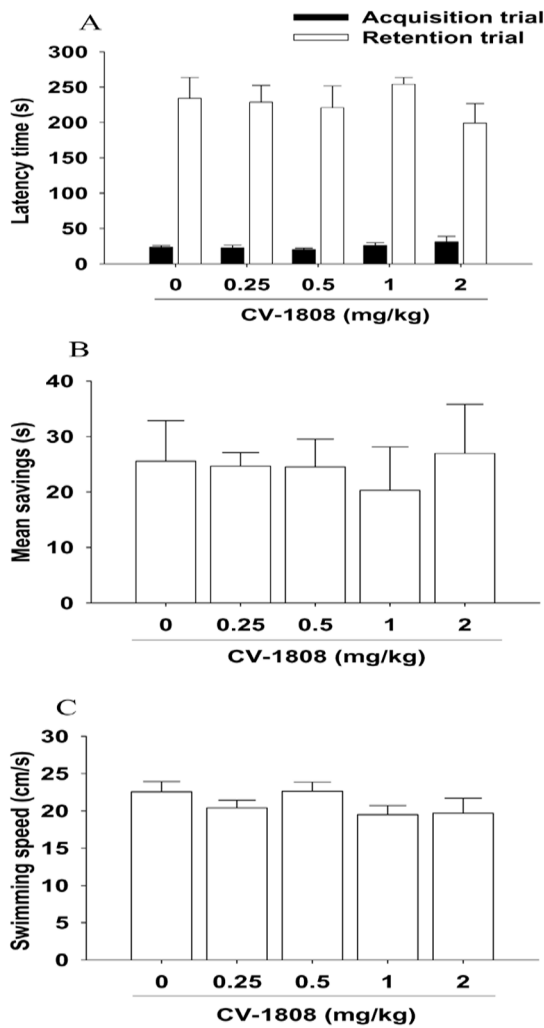 A
Acquisition trial
Retention trial
300
250
200
150
100
50
0
Latency time (s)
0 0.25 0.5 1 2
CV-1808 (mg/kg)
B
40
30
20
10
0
Mean savings (s)
0 0.25 0.5 1 2
CV-1808 (mg/kg)
C
30
25
20
15
10
5
0
Swimming speed (cm/s)
0 0.25 0.5 1 2
CV-1808 (mg/kg)